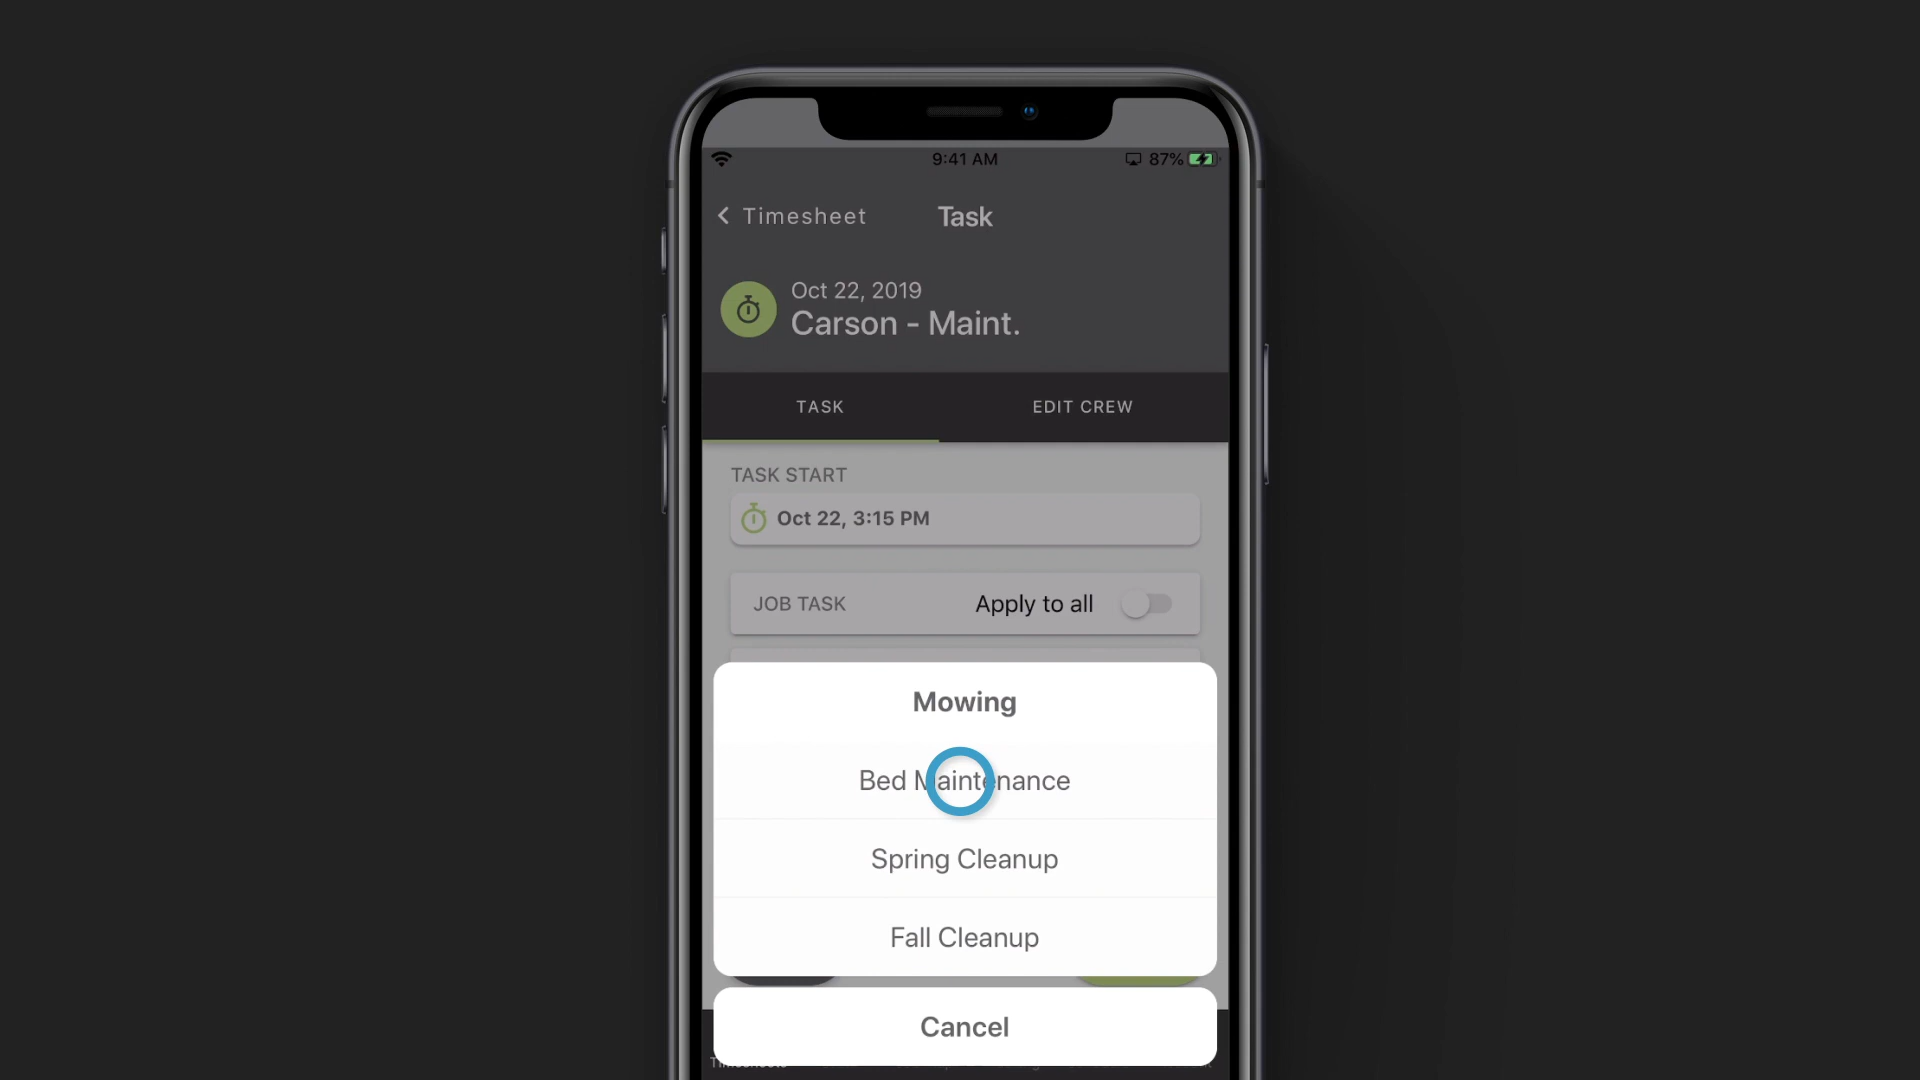 9:41 AM
87%
Timesheet
Task
Oct 22, 2019
Carson - Maint.
TASK
EDIT CREW
TASK START
Oct 22, 3:15 PM
JOB TASK
Apply to all
Mowing
Bed Maintenance
Spring Cleanup
Fall Cleanup
Cancel